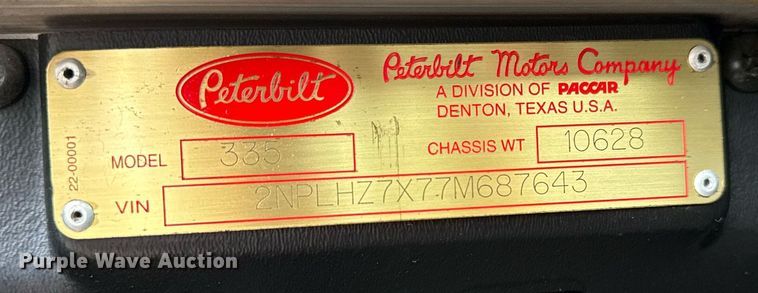 Peterbilt
Peterbilt Motors Company
A DIVISION OF PACCAR
DENTON, TEXAS U.S.A.
22-00001
MODEL 335
CHASSIS WT 10628
VIN 2NPLHZ7X77M687643
Purple Wave Auction